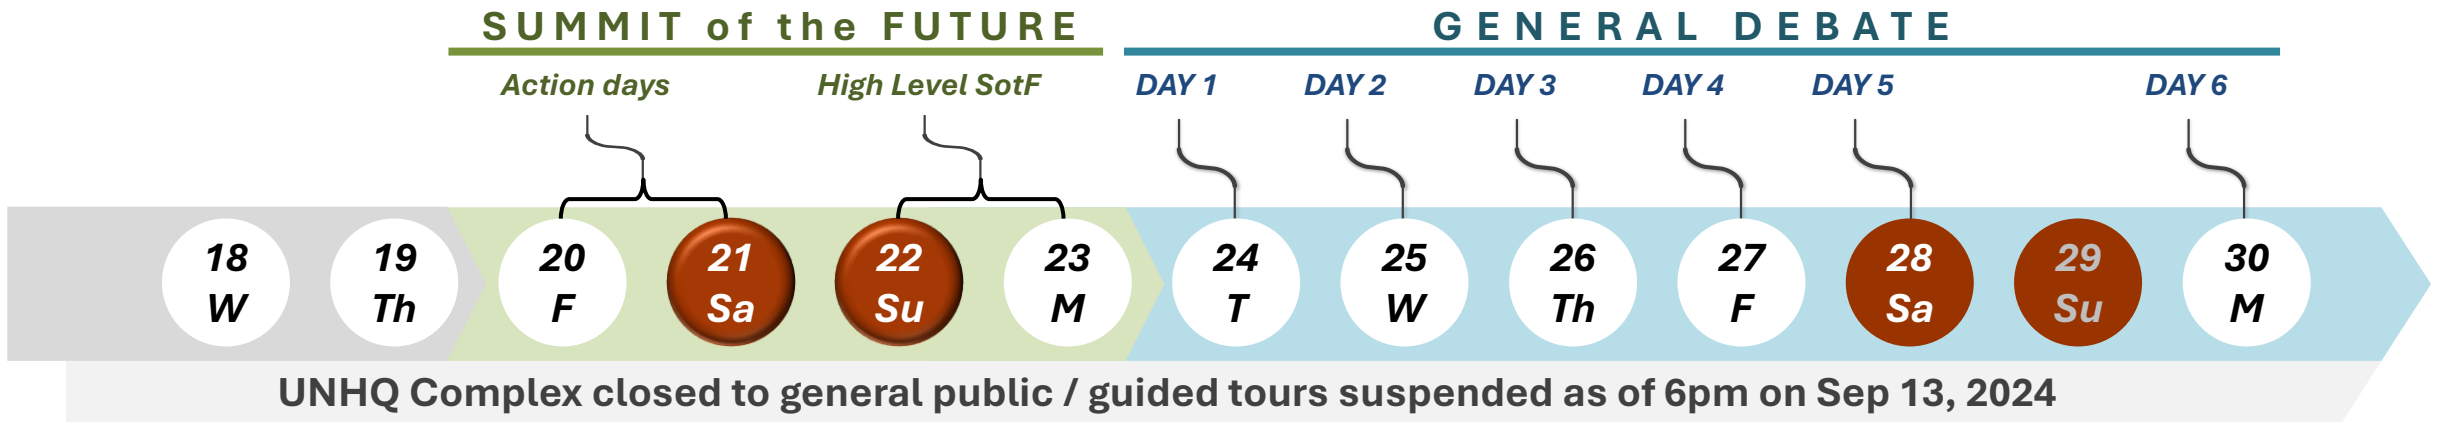 SUMMIT of the FUTURE
GENERAL DEBATE
Action days
High Level SotF
DAY 1
DAY 2
DAY 3
DAY 4
DAY 5
DAY 6
18
W
19
Th
20
F
21
Sa
22
Su
23
M
24
T
25
W
26
Th
27
F
28
Sa
29
Su
30
M
UNHQ Complex closed to general public / guided tours suspended as of 6pm on Sep 13, 2024